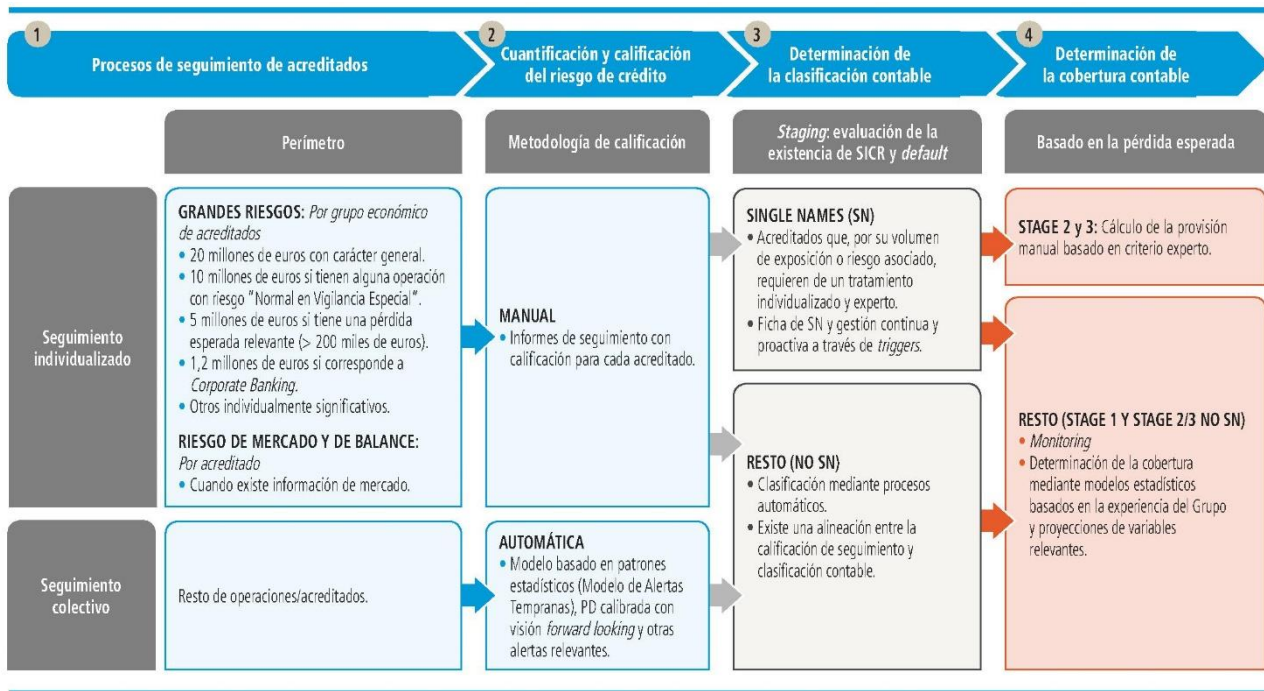 1
Procesos de seguimiento de acreditados
2
Cuantificación y calificación
del riesgo de crédito
3
Determinación de
la clasificación contable
4
Determinación de
la cobertura contable
Perímetro
Metodología de calificación
Staging: evaluación de la
existencia de SICR y default
Basado en la pérdida esperada
Seguimiento
individualizado
GRANDES RIESGOS: Por grupo económico
de acreditados
• 20 millones de euros con carácter general.
• 10 millones de euros si tienen alguna operación
con riesgo “Normal en Vigilancia Especial”.
• 5 millones de euros si tiene una pérdida
esperada relevante (> 200 miles de euros).
• 1,2 millones de euros si corresponde a
Corporate Banking.
• Otros individualmente significativos.
RIESGO DE MERCADO Y DE BALANCE:
Por acreditado
• Cuando existe información de mercado.
MANUAL
• Informes de seguimiento con
calificación para cada acreditado.
SINGLE NAMES (SN)
• Acreditados que, por su volumen
de exposición o riesgo asociado,
requieren de un tratamiento
individualizado y experto.
• Ficha de SN y gestión continua y
proactiva a través de triggers.
STAGE 2 y 3: Cálculo de la provisión
manual basado en criterio experto.
RESTO (NO SN)
• Clasificación mediante procesos
automáticos.
• Existe una alineación entre la
calificación de seguimiento y
clasificación contable.
RESTO (STAGE 1 Y STAGE 2/3 NO SN)
• Monitoring
• Determinación de la cobertura
mediante modelos estadísticos
basados en la experiencia del Grupo
y proyecciones de variables
relevantes.
Seguimiento
colectivo
Resto de operaciones/acreditados.
AUTOMÁTICA
• Modelo basado en patrones
estadísticos (Modelo de Alertas
Tempranas), PD calibrada con
visión forward looking y otras
alertas relevantes.